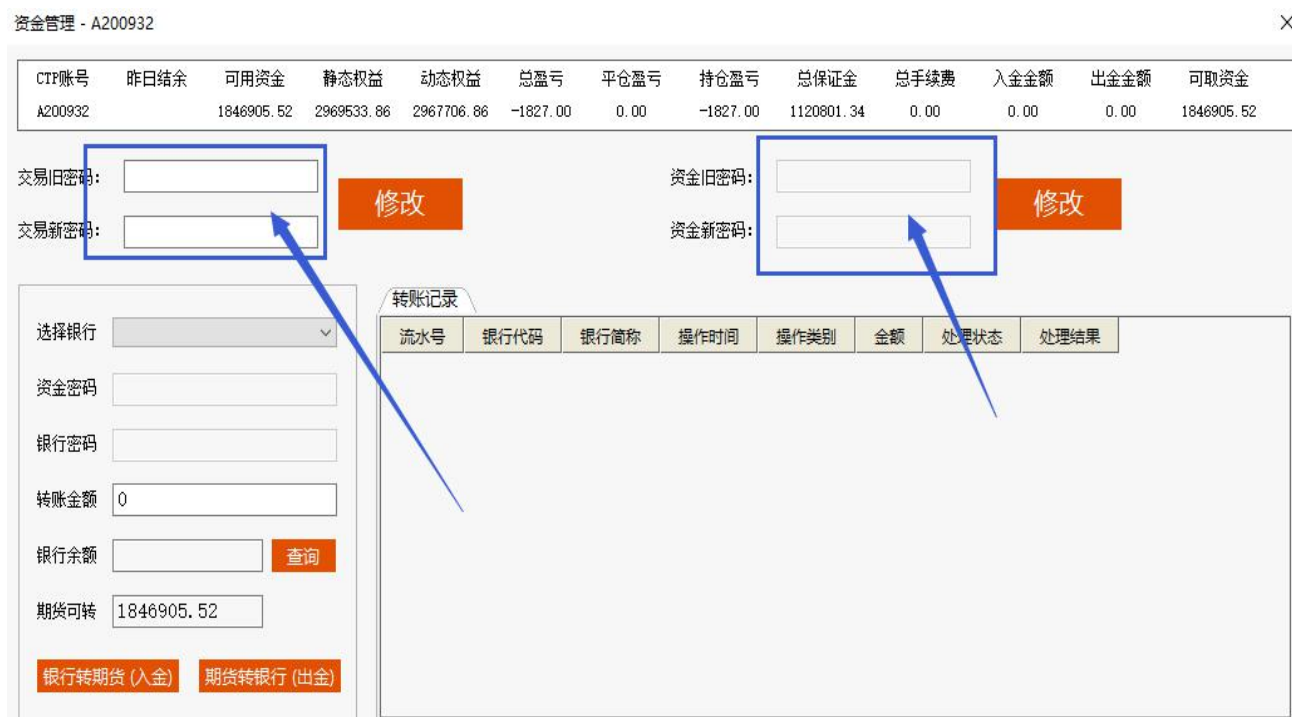 资金管理 - A200932
CTP账号 昨日结余 可用资金 静态权益 动态权益 总盈亏 平仓盈亏 持仓盈亏 总保证金 总手续费 入金金额 出金金额 可取资金
A200932 1846905.52 2969533.86 2967706.86 -1827.00 0.00 -1827.00 1120801.34 0.00 0.00 0.00 1846905.52
交易旧密码: 修改 资金旧密码: 修改
交易新密码: 资金新密码:
转账记录
流水号 银行代码 银行简称 操作时间 操作类别 金额 处理状态 处理结果
选择银行
资金密码
银行密码
转账金额 0
银行余额 查询
期货可转 1846905.52
银行转期货(入金) 期货转银行(出金)